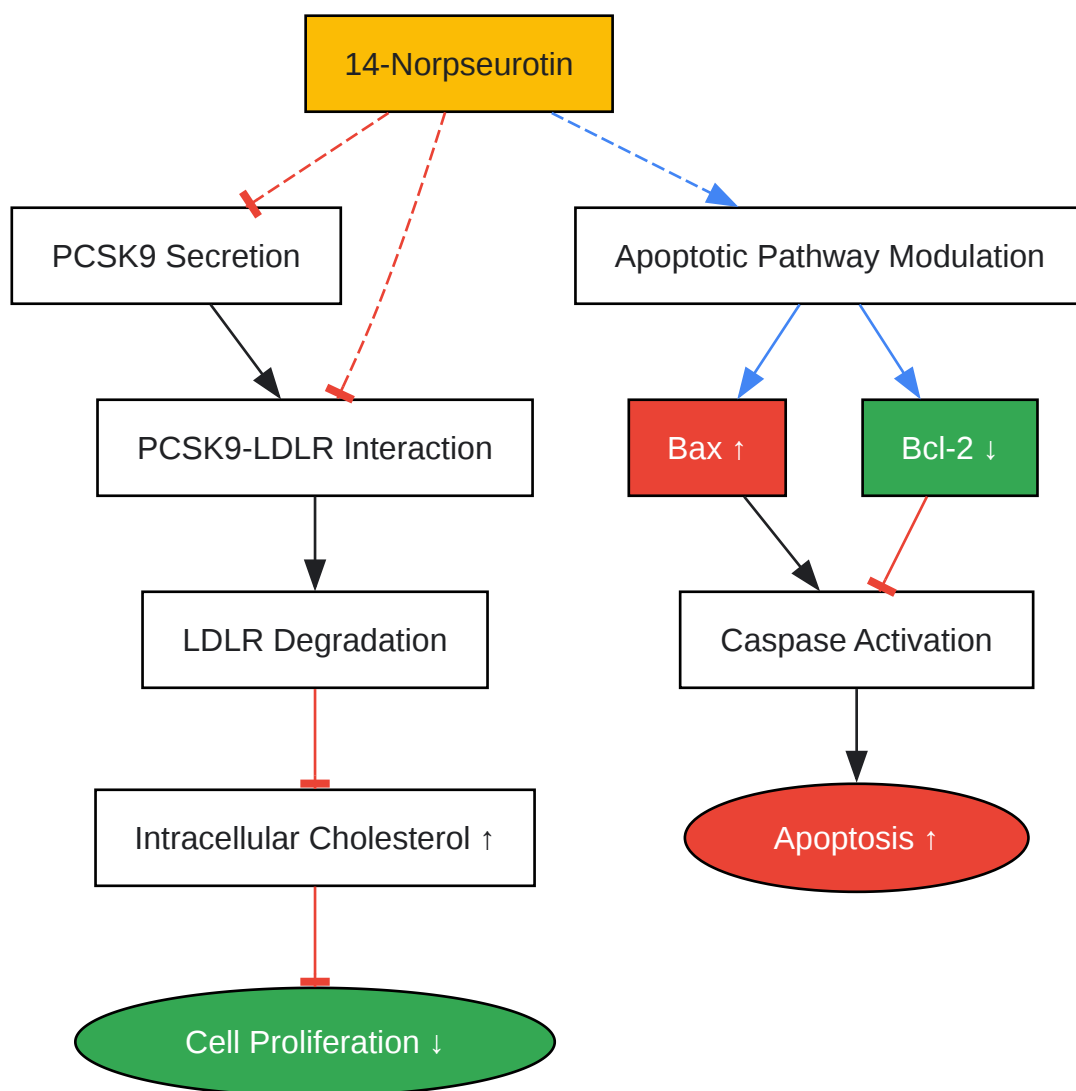 14-Norpseurotin
PCSK9 Secretion
Apoptotic Pathway Modulation
PCSK9-LDLR Interaction
Bax ↑
Bcl-2 ↓
LDLR Degradation
Caspase Activation
Intracellular Cholesterol ↑
Apoptosis ↑
Cell Proliferation ↓